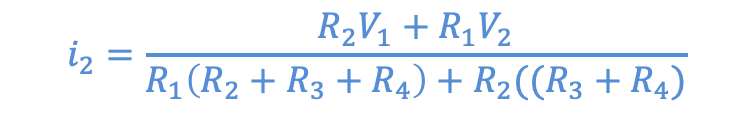 i₂ = (R₂V₁ + R₁V₂) / (R₁(R₂ + R₃ + R₄) + R₂((R₃ + R₄))